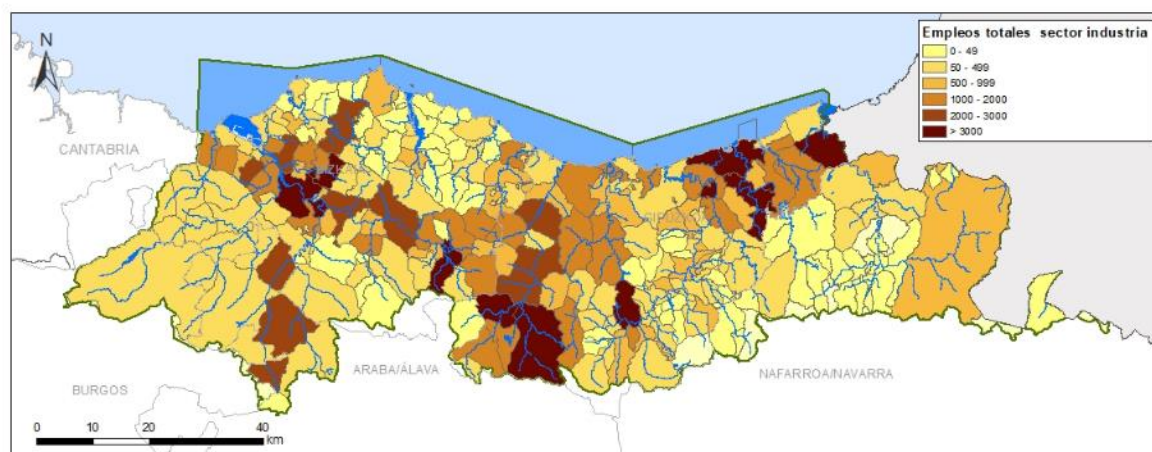 Empleos totales sector industria
0 - 49
50 - 499
500 - 999
1000 - 2000
2000 - 3000
> 3000
N
CANTABRIA
BURGOS
ARABA/ÁLAVA
NAFARROA/NAVARRA
0 10 20 40
km